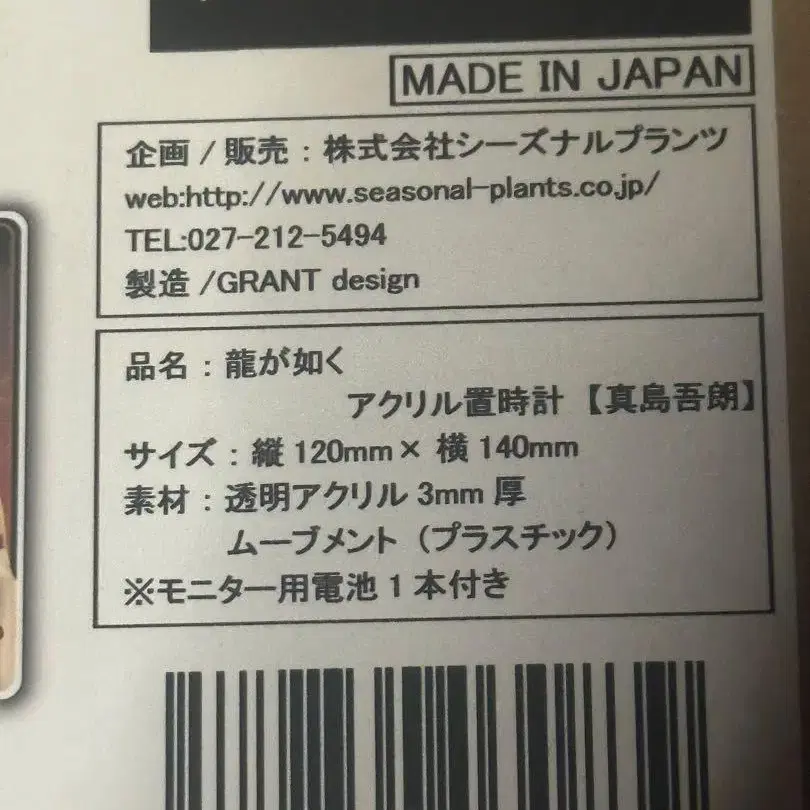 MADE IN JAPAN
企画 / 販売 : 株式会社シーズナルプランツ
web:http://www.seasonal-plants.co.jp/
TEL:027-212-5494
製造 /GRANT design
品名 : 龍が如く
アクリル置時計 【真島吾朗】
サイズ : 縦 120mm× 横 140mm
素材 : 透明アクリル 3mm 厚
ムーブメント (プラスチック)
※モニター用電池 1 本付き